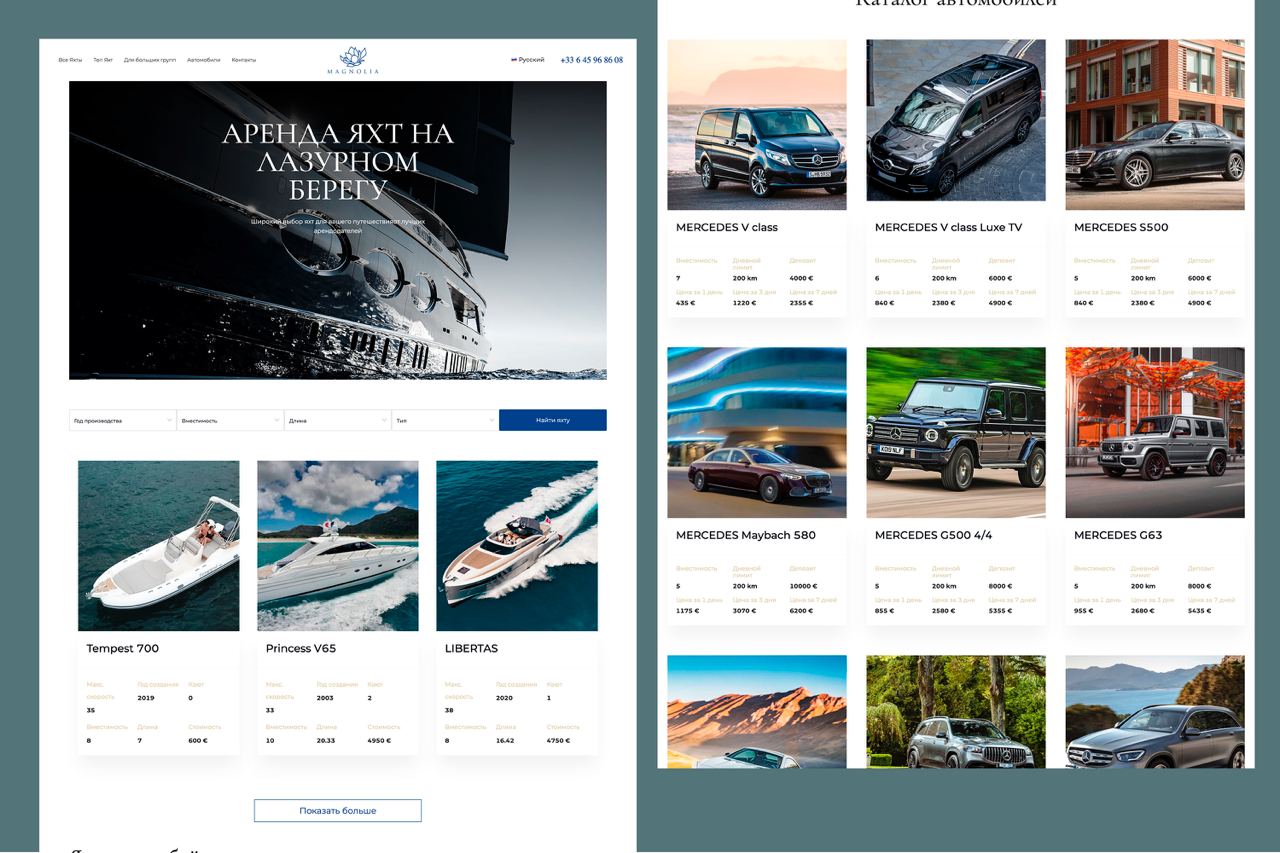 Все Яхты
Топ Яхт
Для больших групп
Автомобили
Контакты
MAGNOLIA
Русский
+33 6 45 96 86 08
АРЕНДА ЯХТ НА
ЛАЗУРНОМ
БЕРЕГУ
Широкий выбор яхт для вашего путешествия от лучших
арендодателей
Год производства
Вместимость
Длина
Тип
Найти яхту
Tempest 700
Макс. скорость
35
Год создания
2019
Кают
0
Вместимость
8
Длина
7
Стоимость
600 €
Princess V65
Макс. скорость
33
Год создания
2003
Кают
2
Вместимость
10
Длина
20.33
Стоимость
4950 €
LIBERTAS
Макс. скорость
38
Год создания
2020
Кают
1
Вместимость
8
Длина
16.42
Стоимость
4750 €
Показать больше
Каталог автомобилей
MERCEDES V class
Вместимость
7
Дневной лимит
200 km
Депозит
4000 €
Цена за 1 день
435 €
Цена за 3 дня
1220 €
Цена за 7 дней
2355 €
MERCEDES V class Luxe TV
Вместимость
6
Дневной лимит
200 km
Депозит
6000 €
Цена за 1 день
840 €
Цена за 3 дня
2380 €
Цена за 7 дней
4900 €
MERCEDES S500
Вместимость
5
Дневной лимит
200 km
Депозит
6000 €
Цена за 1 день
840 €
Цена за 3 дня
2380 €
Цена за 7 дней
4900 €
MERCEDES Maybach 580
Вместимость
5
Дневной лимит
200 km
Депозит
10000 €
Цена за 1 день
1175 €
Цена за 3 дня
3070 €
Цена за 7 дней
6200 €
KO19 NLF
MERCEDES G500 4/4
Вместимость
5
Дневной лимит
200 km
Депозит
8000 €
Цена за 1 день
855 €
Цена за 3 дня
2580 €
Цена за 7 дней
5355 €
MERCEDES G63
Вместимость
5
Дневной лимит
200 km
Депозит
8000 €
Цена за 1 день
955 €
Цена за 3 дня
2680 €
Цена за 7 дней
5435 €